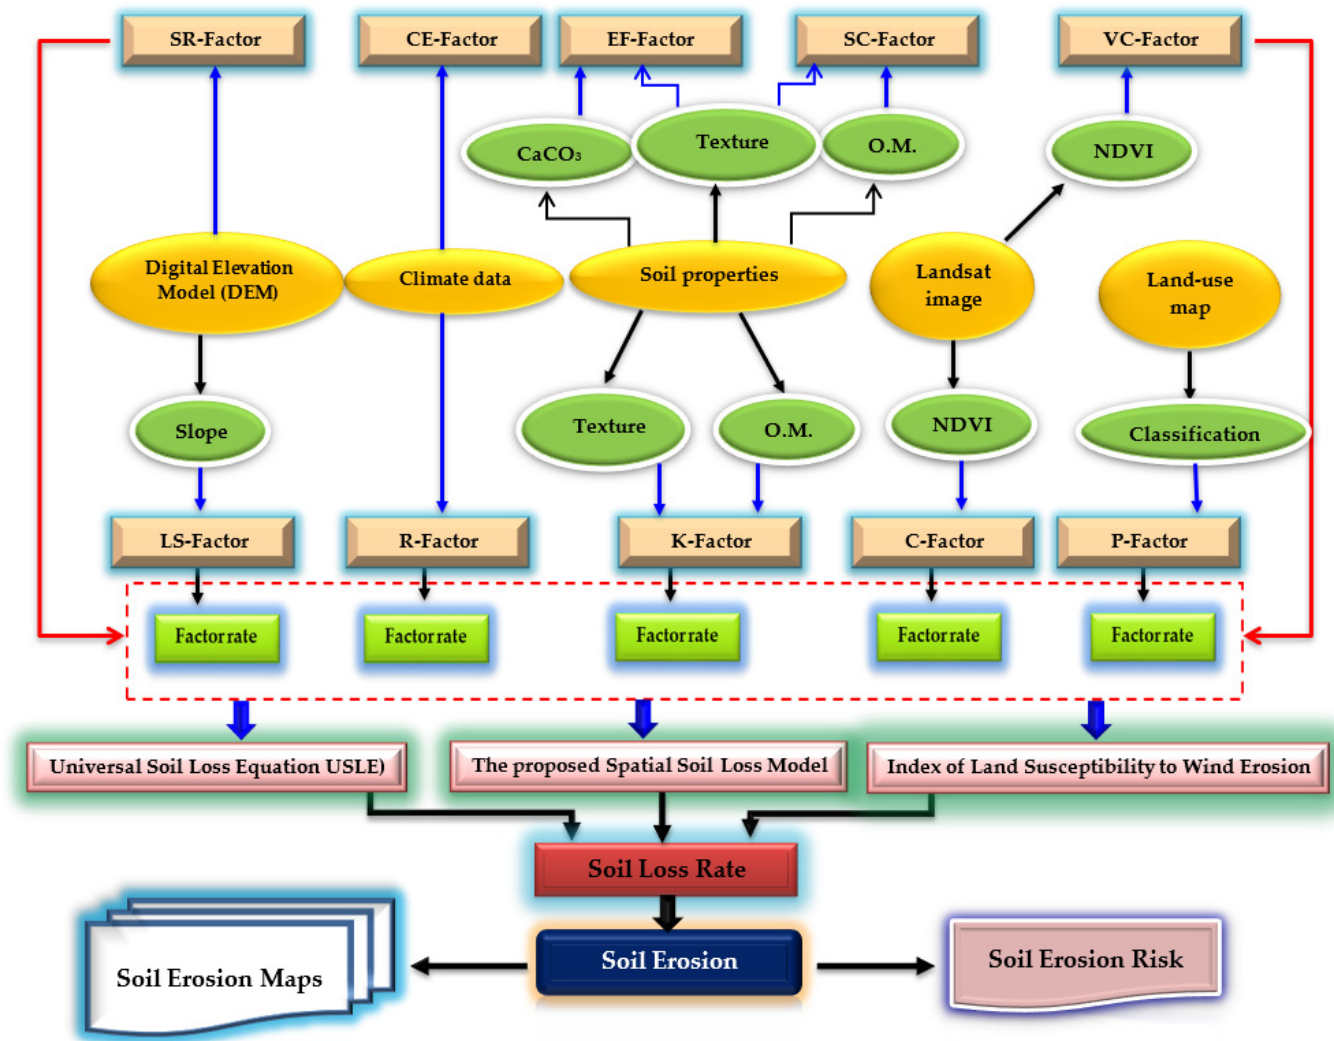 SR-Factor
CE-Factor
EF-Factor
SC-Factor
VC-Factor
CaCO₃
Texture
O.M.
NDVI
Digital Elevation
Model (DEM)
Climate data
Soil properties
Landsat
image
Land-use
map
Slope
Texture
O.M.
NDVI
Classification
LS-Factor
R-Factor
K-Factor
C-Factor
P-Factor
Factor rate
Factor rate
Factor rate
Factor rate
Factor rate
Universal Soil Loss Equation USLE)
The proposed Spatial Soil Loss Model
Index of Land Susceptibility to Wind Erosion
Soil Loss Rate
Soil Erosion Maps
Soil Erosion
Soil Erosion Risk